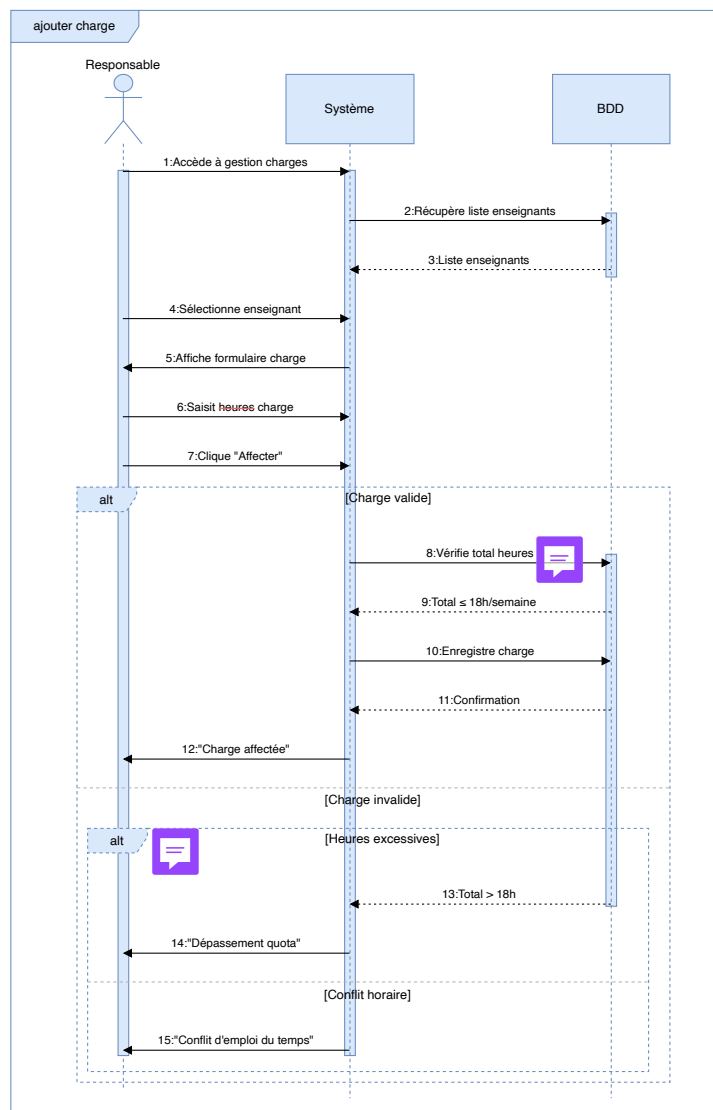 ajouter charge
Responsable
Système
BDD
1:Accède à gestion charges
2:Récupère liste enseignants
3:Liste enseignants
4:Sélectionne enseignant
5:Affiche formulaire charge
6:Saisit heures charge
7:Clique "Affecter"
alt
[Charge valide]
8:Vérifie total heures
9:Total ≤ 18h/semaine
10:Enregistre charge
11:Confirmation
12:"Charge affectée"
[Charge invalide]
alt
[Heures excessives]
13:Total > 18h
14:"Dépassement quota"
[Conflit horaire]
15:"Conflit d'emploi du temps"